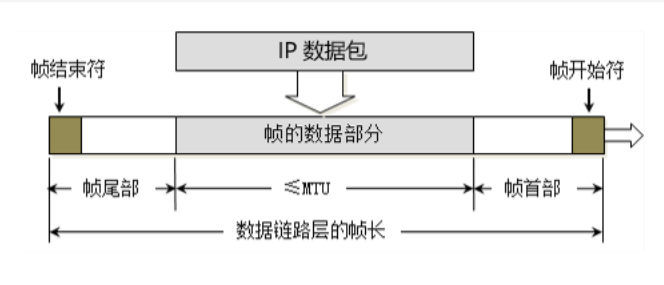 IP 数据包
帧结束符
帧开始符
帧的数据部分
帧尾部
≤MTU
帧首部
数据链路层的帧长